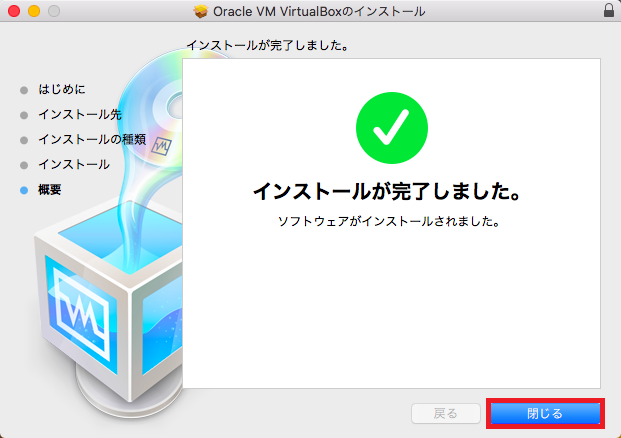 Oracle VM VirtualBoxのインストール
インストールが完了しました。
はじめに
インストール先
インストールの種類
インストール
概要
インストールが完了しました。
ソフトウェアがインストールされました。
戻る
閉じる